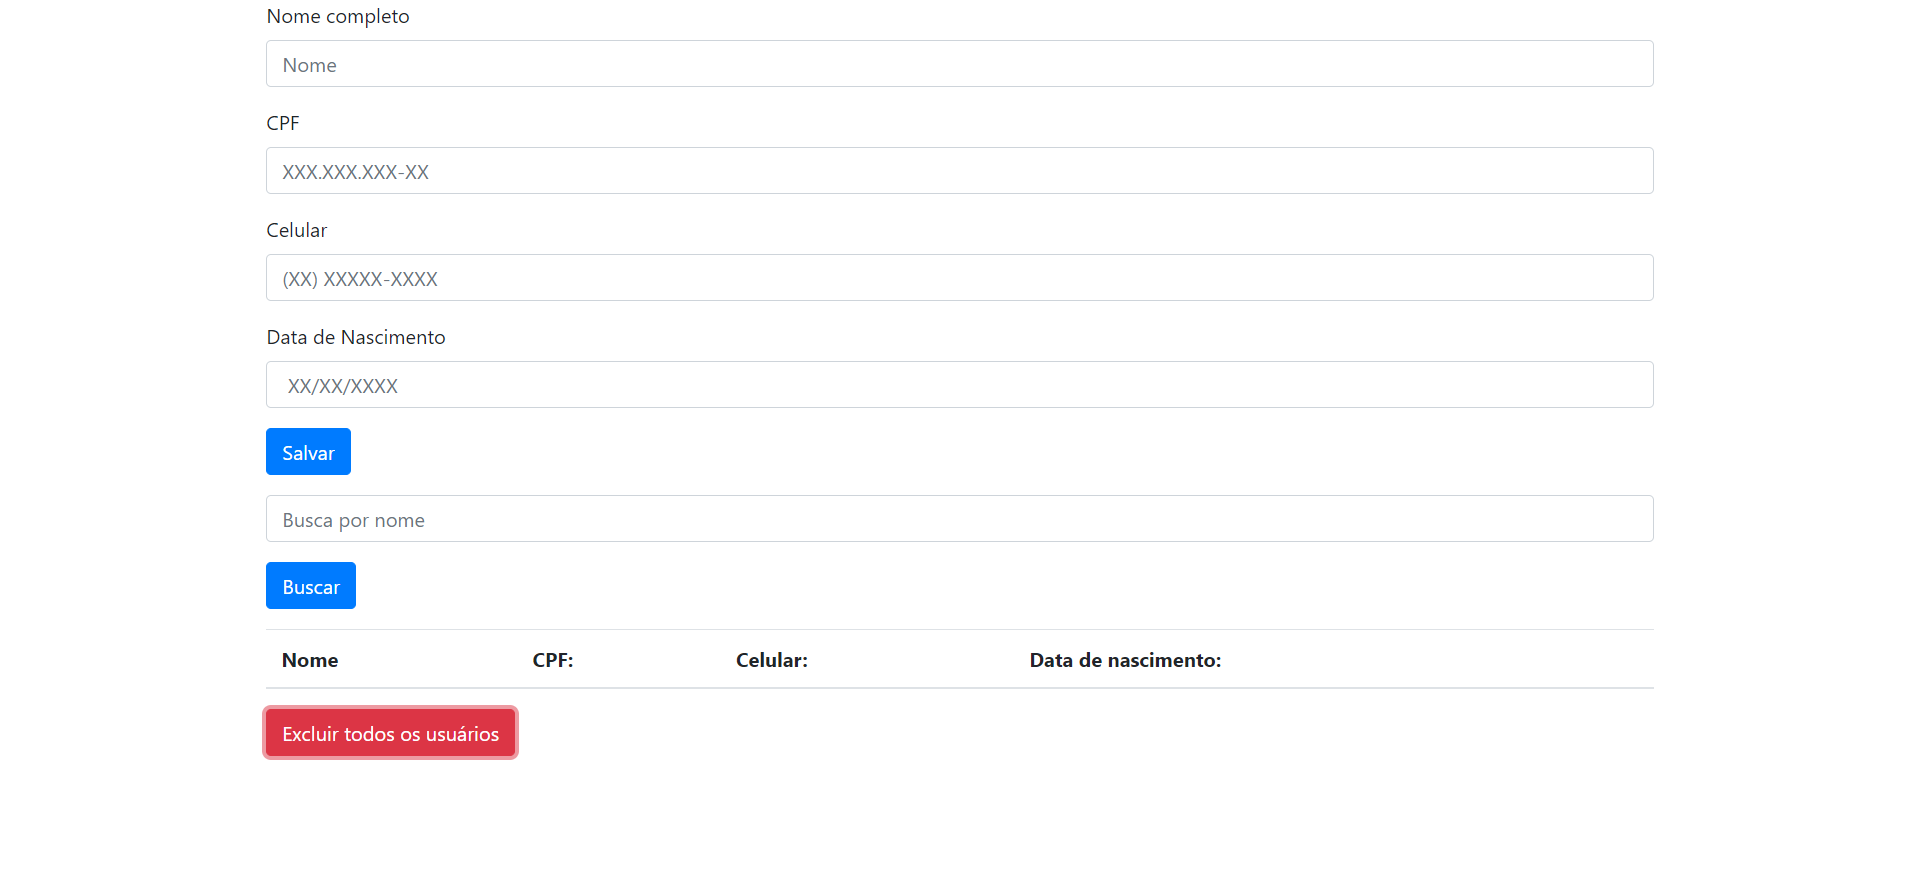 Nome completo
Nome
CPF
XXX.XXX.XXX-XX
Celular
(XX) XXXXX-XXXX
Data de Nascimento
XX/XX/XXXX
Salvar
Busca por nome
Buscar
Nome CPF: Celular: Data de nascimento:
Excluir todos os usuários